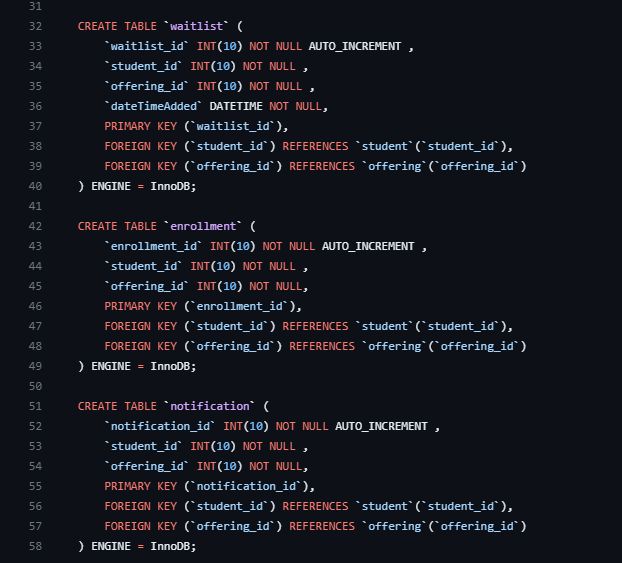 31
32 CREATE TABLE `waitlist` (
33 `waitlist_id` INT(10) NOT NULL AUTO_INCREMENT ,
34 `student_id` INT(10) NOT NULL ,
35 `offering_id` INT(10) NOT NULL ,
36 `dateTimeAdded` DATETIME NOT NULL,
37 PRIMARY KEY (`waitlist_id`),
38 FOREIGN KEY (`student_id`) REFERENCES `student`(`student_id`),
39 FOREIGN KEY (`offering_id`) REFERENCES `offering`(`offering_id`)
40 ) ENGINE = InnoDB;
41
42 CREATE TABLE `enrollment` (
43 `enrollment_id` INT(10) NOT NULL AUTO_INCREMENT ,
44 `student_id` INT(10) NOT NULL ,
45 `offering_id` INT(10) NOT NULL,
46 PRIMARY KEY (`enrollment_id`),
47 FOREIGN KEY (`student_id`) REFERENCES `student`(`student_id`),
48 FOREIGN KEY (`offering_id`) REFERENCES `offering`(`offering_id`)
49 ) ENGINE = InnoDB;
50
51 CREATE TABLE `notification` (
52 `notification_id` INT(10) NOT NULL AUTO_INCREMENT ,
53 `student_id` INT(10) NOT NULL ,
54 `offering_id` INT(10) NOT NULL,
55 PRIMARY KEY (`notification_id`),
56 FOREIGN KEY (`student_id`) REFERENCES `student`(`student_id`),
57 FOREIGN KEY (`offering_id`) REFERENCES `offering`(`offering_id`)
58 ) ENGINE = InnoDB;